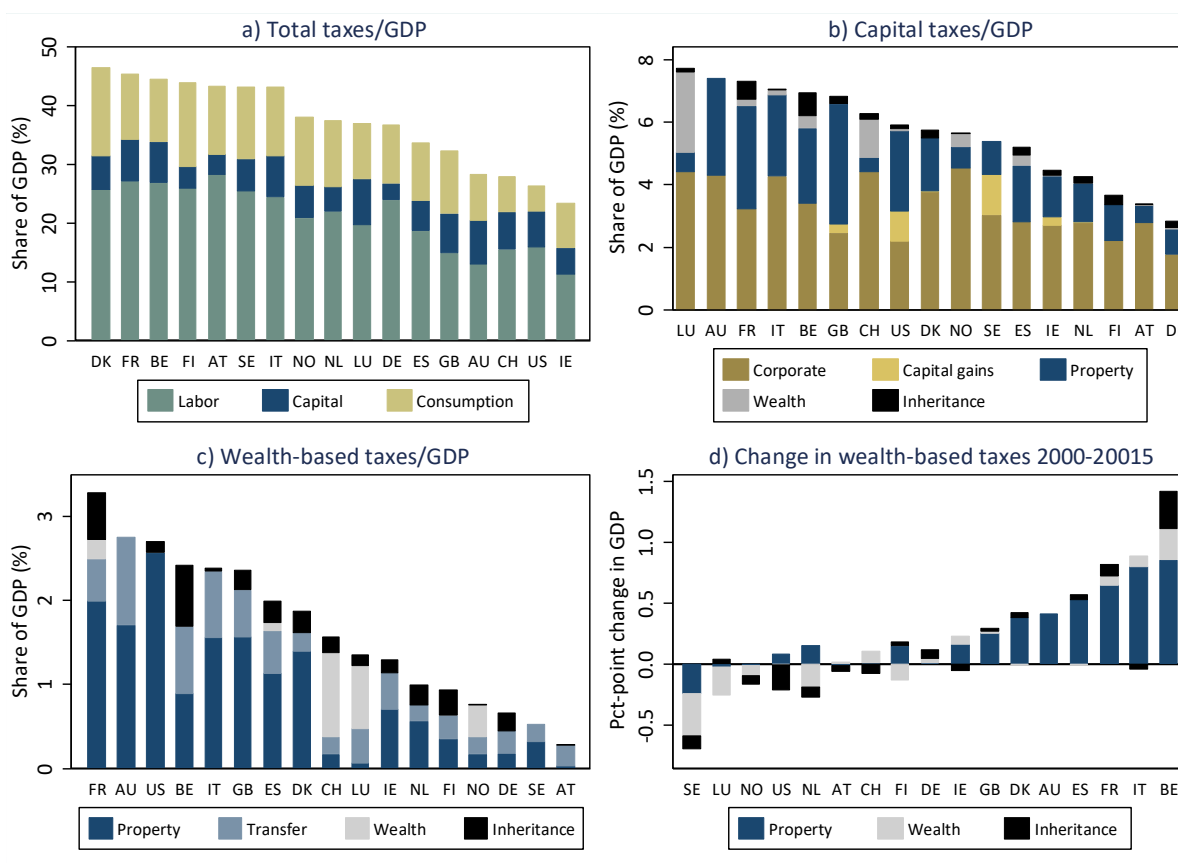 a) Total taxes/GDP
Share of GDP (%)
50
40
30
20
10
0
DK FR BE FI AT SE IT NO NL LU DE ES GB AU CH US IE
Labor Capital Consumption
b) Capital taxes/GDP
Share of GDP (%)
8
6
4
2
0
LU AU FR IT BE GB CH US DK NO SE ES IE NL FI AT D
Corporate Capital gains Property
Wealth Inheritance
c) Wealth-based taxes/GDP
Share of GDP (%)
3
2
1
0
FR AU US BE IT GB ES DK CH LU IE NL FI NO DE SE AT
Property Transfer Wealth Inheritance
d) Change in wealth-based taxes 2000-20015
Pct-point change in GDP
1.5
1.0
0.5
0.0
-0.5
SE LU NO US NL AT CH FI DE IE GB DK AU ES FR IT BE
Property Wealth Inheritance